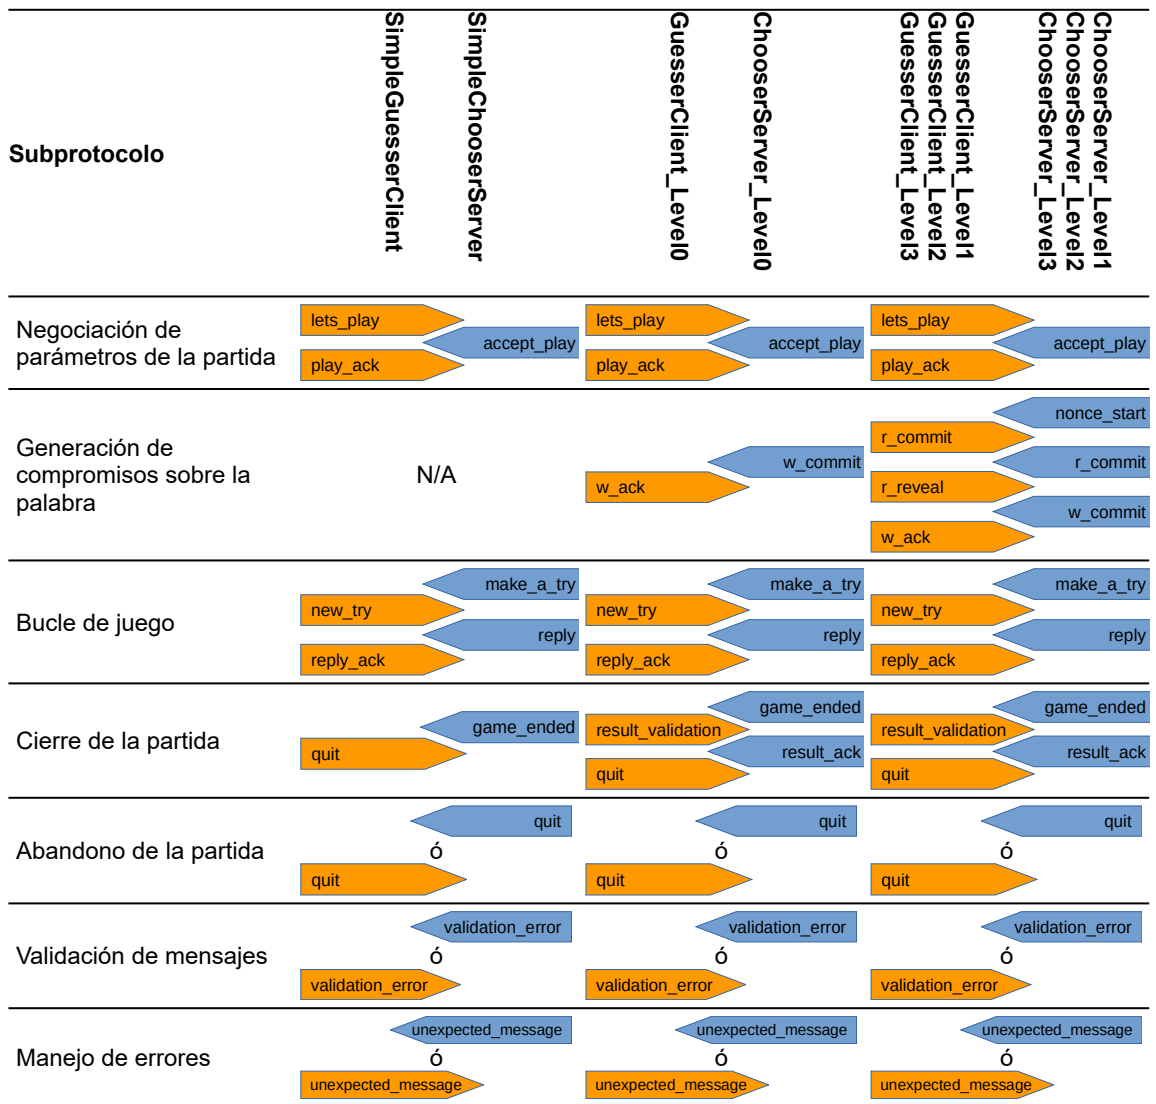 Subprotocolo
SimpleGuesserClient
SimpleChooserServer
GuesserClient_Level0
ChooserServer_Level0
GuesserClient_Level1
GuesserClient_Level2
GuesserClient_Level3
ChooserServer_Level1
ChooserServer_Level2
ChooserServer_Level3
Negociación de
parámetros de la partida
lets_play
accept_play
play_ack
lets_play
accept_play
play_ack
lets_play
accept_play
play_ack
Generación de
compromisos sobre la
palabra
N/A
w_commit
w_ack
nonce_start
r_commit
r_commit
r_reveal
w_commit
w_ack
Bucle de juego
make_a_try
new_try
reply
reply_ack
make_a_try
new_try
reply
reply_ack
make_a_try
new_try
reply
reply_ack
Cierre de la partida
game_ended
quit
game_ended
result_validation
result_ack
quit
game_ended
result_validation
result_ack
quit
Abandono de la partida
quit
ó
quit
quit
ó
quit
quit
ó
quit
Validación de mensajes
validation_error
ó
validation_error
validation_error
ó
validation_error
validation_error
ó
validation_error
Manejo de errores
unexpected_message
ó
unexpected_message
unexpected_message
ó
unexpected_message
unexpected_message
ó
unexpected_message